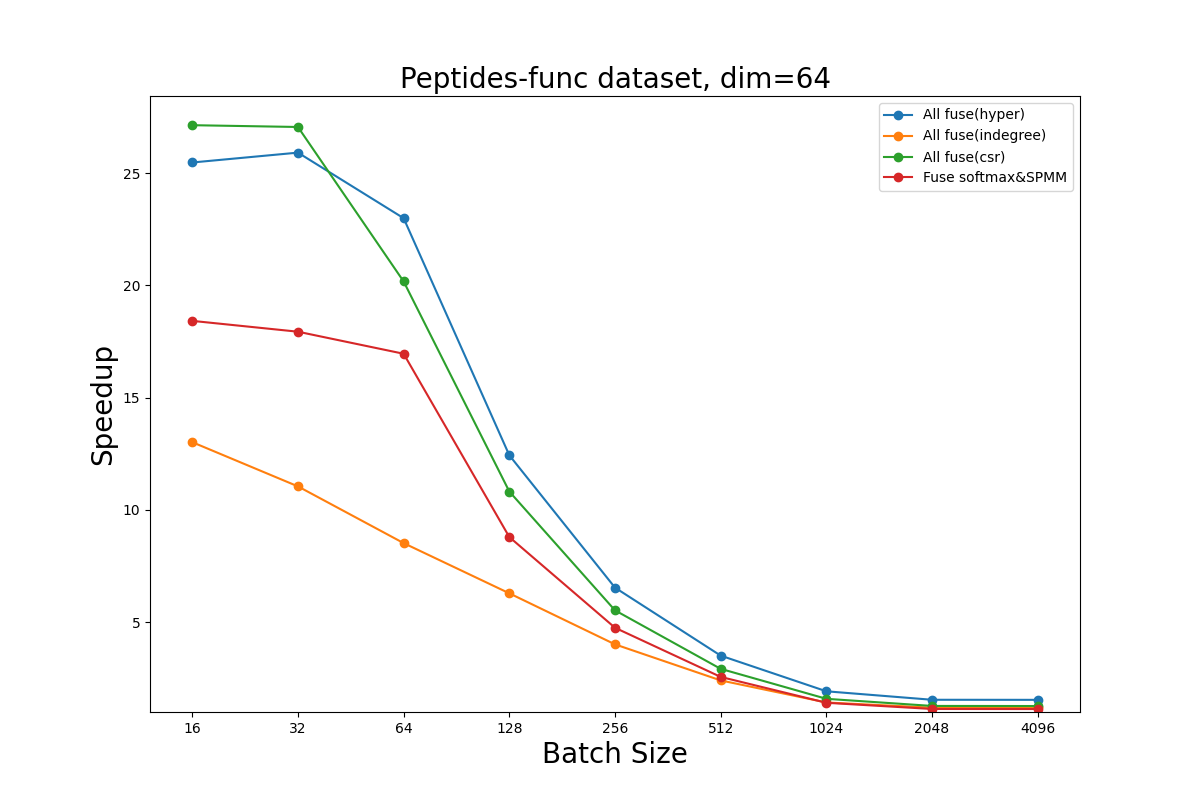 Peptides-func dataset, dim=64
All fuse(hyper)
All fuse(indegree)
All fuse(csr)
Fuse softmax&SPMM
Speedup
25
20
15
10
5
16 32 64 128 256 512 1024 2048 4096
Batch Size